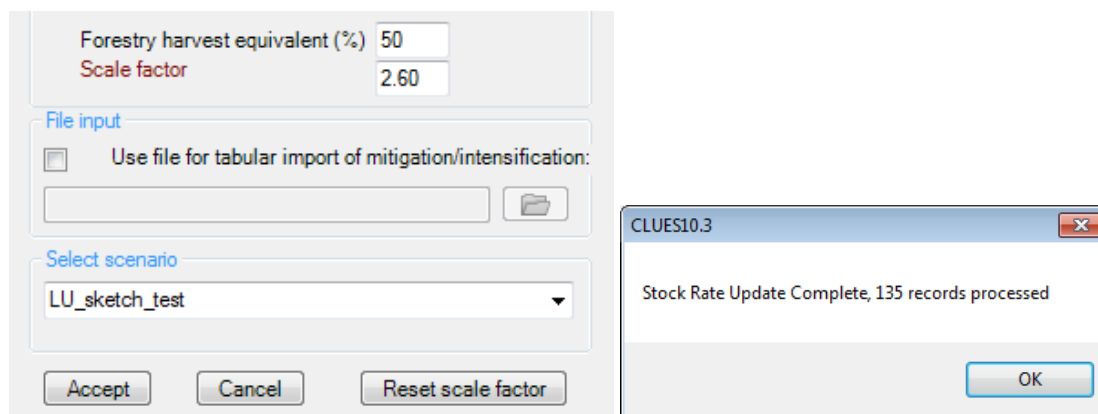 Forestry harvest equivalent (%) 50
Scale factor 2.60
File input
Use file for tabular import of mitigation/intensification:
Select scenario
LU_sketch_test
Accept Cancel Reset scale factor
CLUES10.3
Stock Rate Update Complete, 135 records processed
OK